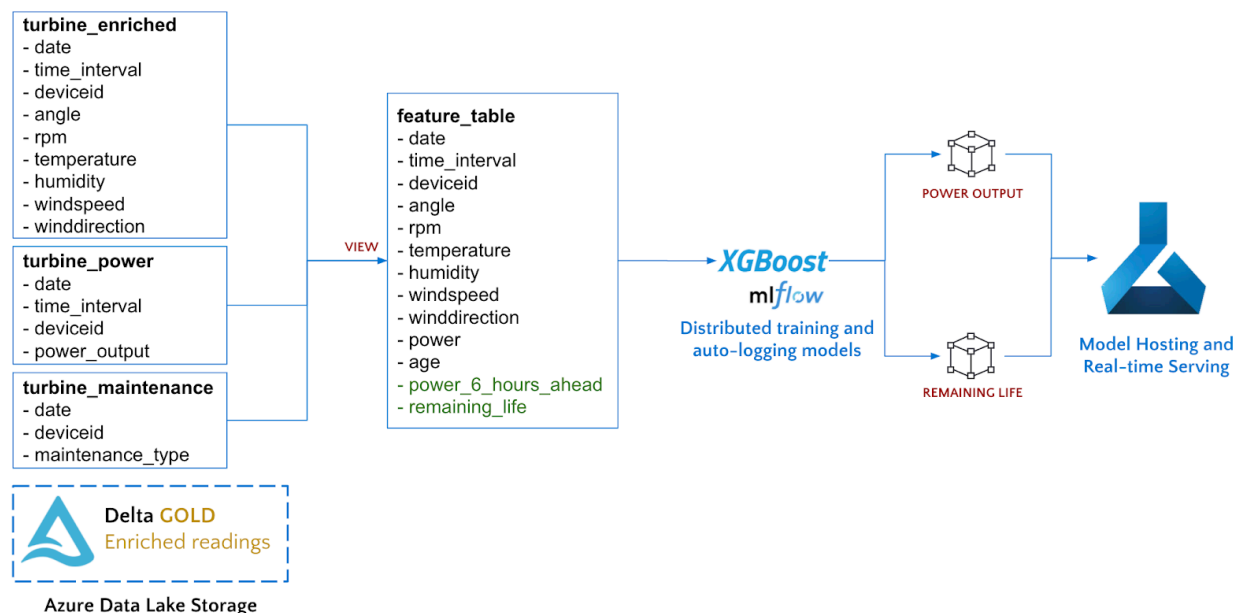 turbine_enriched
- date
- time_interval
- deviceid
- angle
- rpm
- temperature
- humidity
- windspeed
- winddirection
turbine_power
- date
- time_interval
- deviceid
- power_output
turbine_maintenance
- date
- deviceid
- maintenance_type
Delta GOLD
Enriched readings
Azure Data Lake Storage
VIEW
feature_table
- date
- time_interval
- deviceid
- angle
- rpm
- temperature
- humidity
- windspeed
- winddirection
- power
- age
- power_6_hours_ahead
- remaining_life
XGBoost
mlflow
Distributed training and
auto-logging models
POWER OUTPUT
REMAINING LIFE
Model Hosting and
Real-time Serving